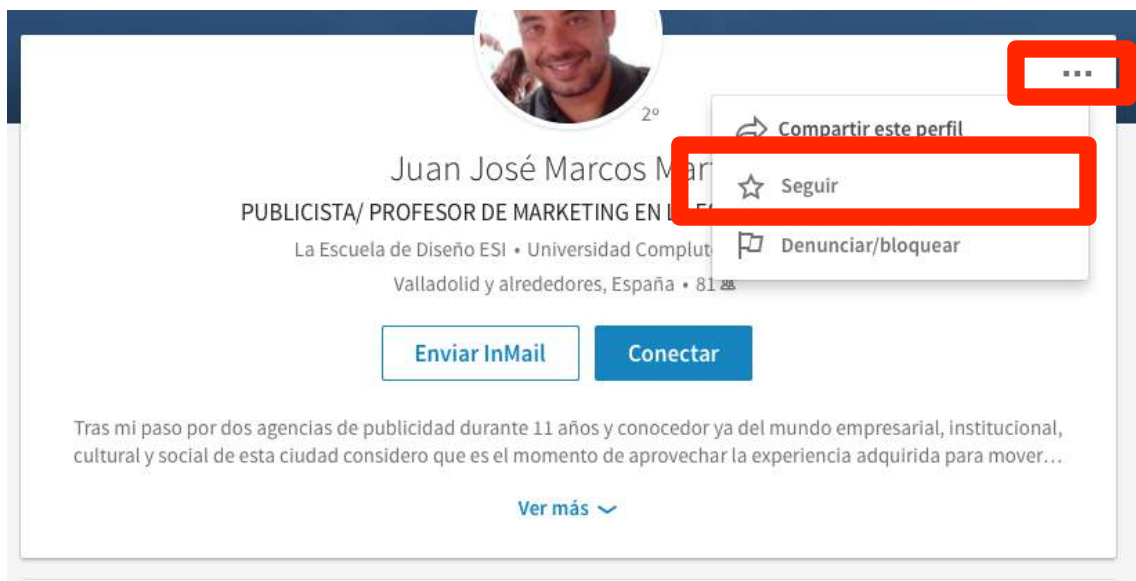 2º
Juan José Marcos
PUBLICISTA/ PROFESOR DE MARKETING EN
La Escuela de Diseño ESI • Universidad
Valladolid y alrededores, España • 81
...
Compartir este perfil
Seguir
Denunciar/bloquear
Enviar InMail
Conectar
Tras mi paso por dos agencias de publicidad durante 11 años y conocedor ya del mundo empresarial, institucional,
cultural y social de esta ciudad considero que es el momento de aprovechar la experiencia adquirida para mover…
Ver más